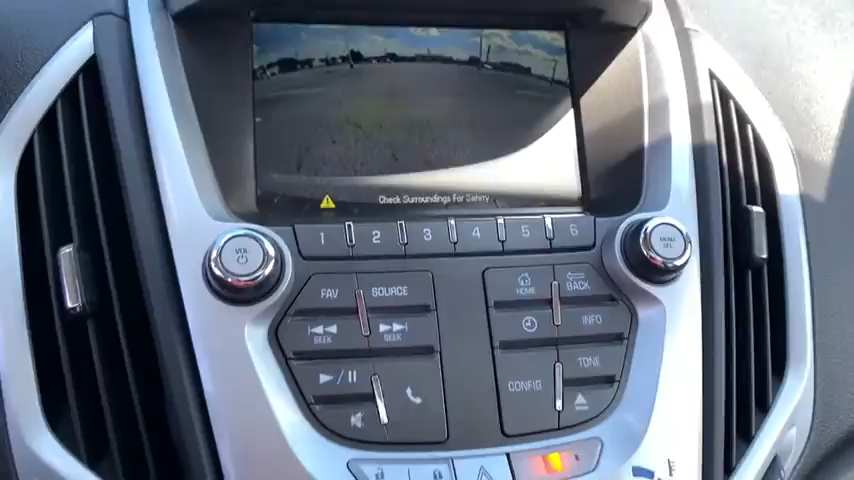 Check Surroundings For Safety
1 2 3 4 5 6
VOL
MENU
SEL
FAV SOURCE
HOME BACK
SEEK SEEK
INFO
TONE
CONFIG